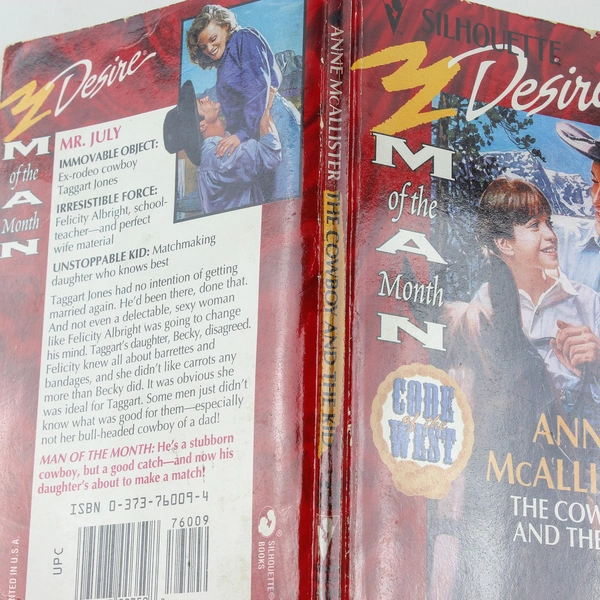 Desire
M
of the
A
Month
N
MR. JULY
IMMOVABLE OBJECT:
Ex-rodeo cowboy
Taggart Jones
IRRESISTIBLE FORCE:
Felicity Albright, school-
teacher—and perfect
wife material
UNSTOPPABLE KID: Matchmaking
daughter who knows best
Taggart Jones had no intention of getting
married again. He'd been there, done that.
And not even a delectable, sexy woman
like Felicity Albright was going to change
his mind. Taggart's daughter, Becky, disagreed.
Felicity knew all about barrettes and
bandages, and she didn't like carrots any
more than Becky did. It was obvious she
was ideal for Taggart. Some men just didn't
know what was good for them—especially
not her bull-headed cowboy of a dad!
MAN OF THE MONTH: He's a stubborn
cowboy, but a good catch—and now his
daughter's about to make a match!
ISBN 0-373-76009-4
76009
UPC
NTED IN U.S.A.
SILHOUETTE
BOOKS
ANNE MCALLISTER THE COWBOY AND THE KID
SILHOUETTE
Desire
M
of the
A
Month
N
CODE
of the
WEST
ANN
MCALLI
THE COW
AND THE